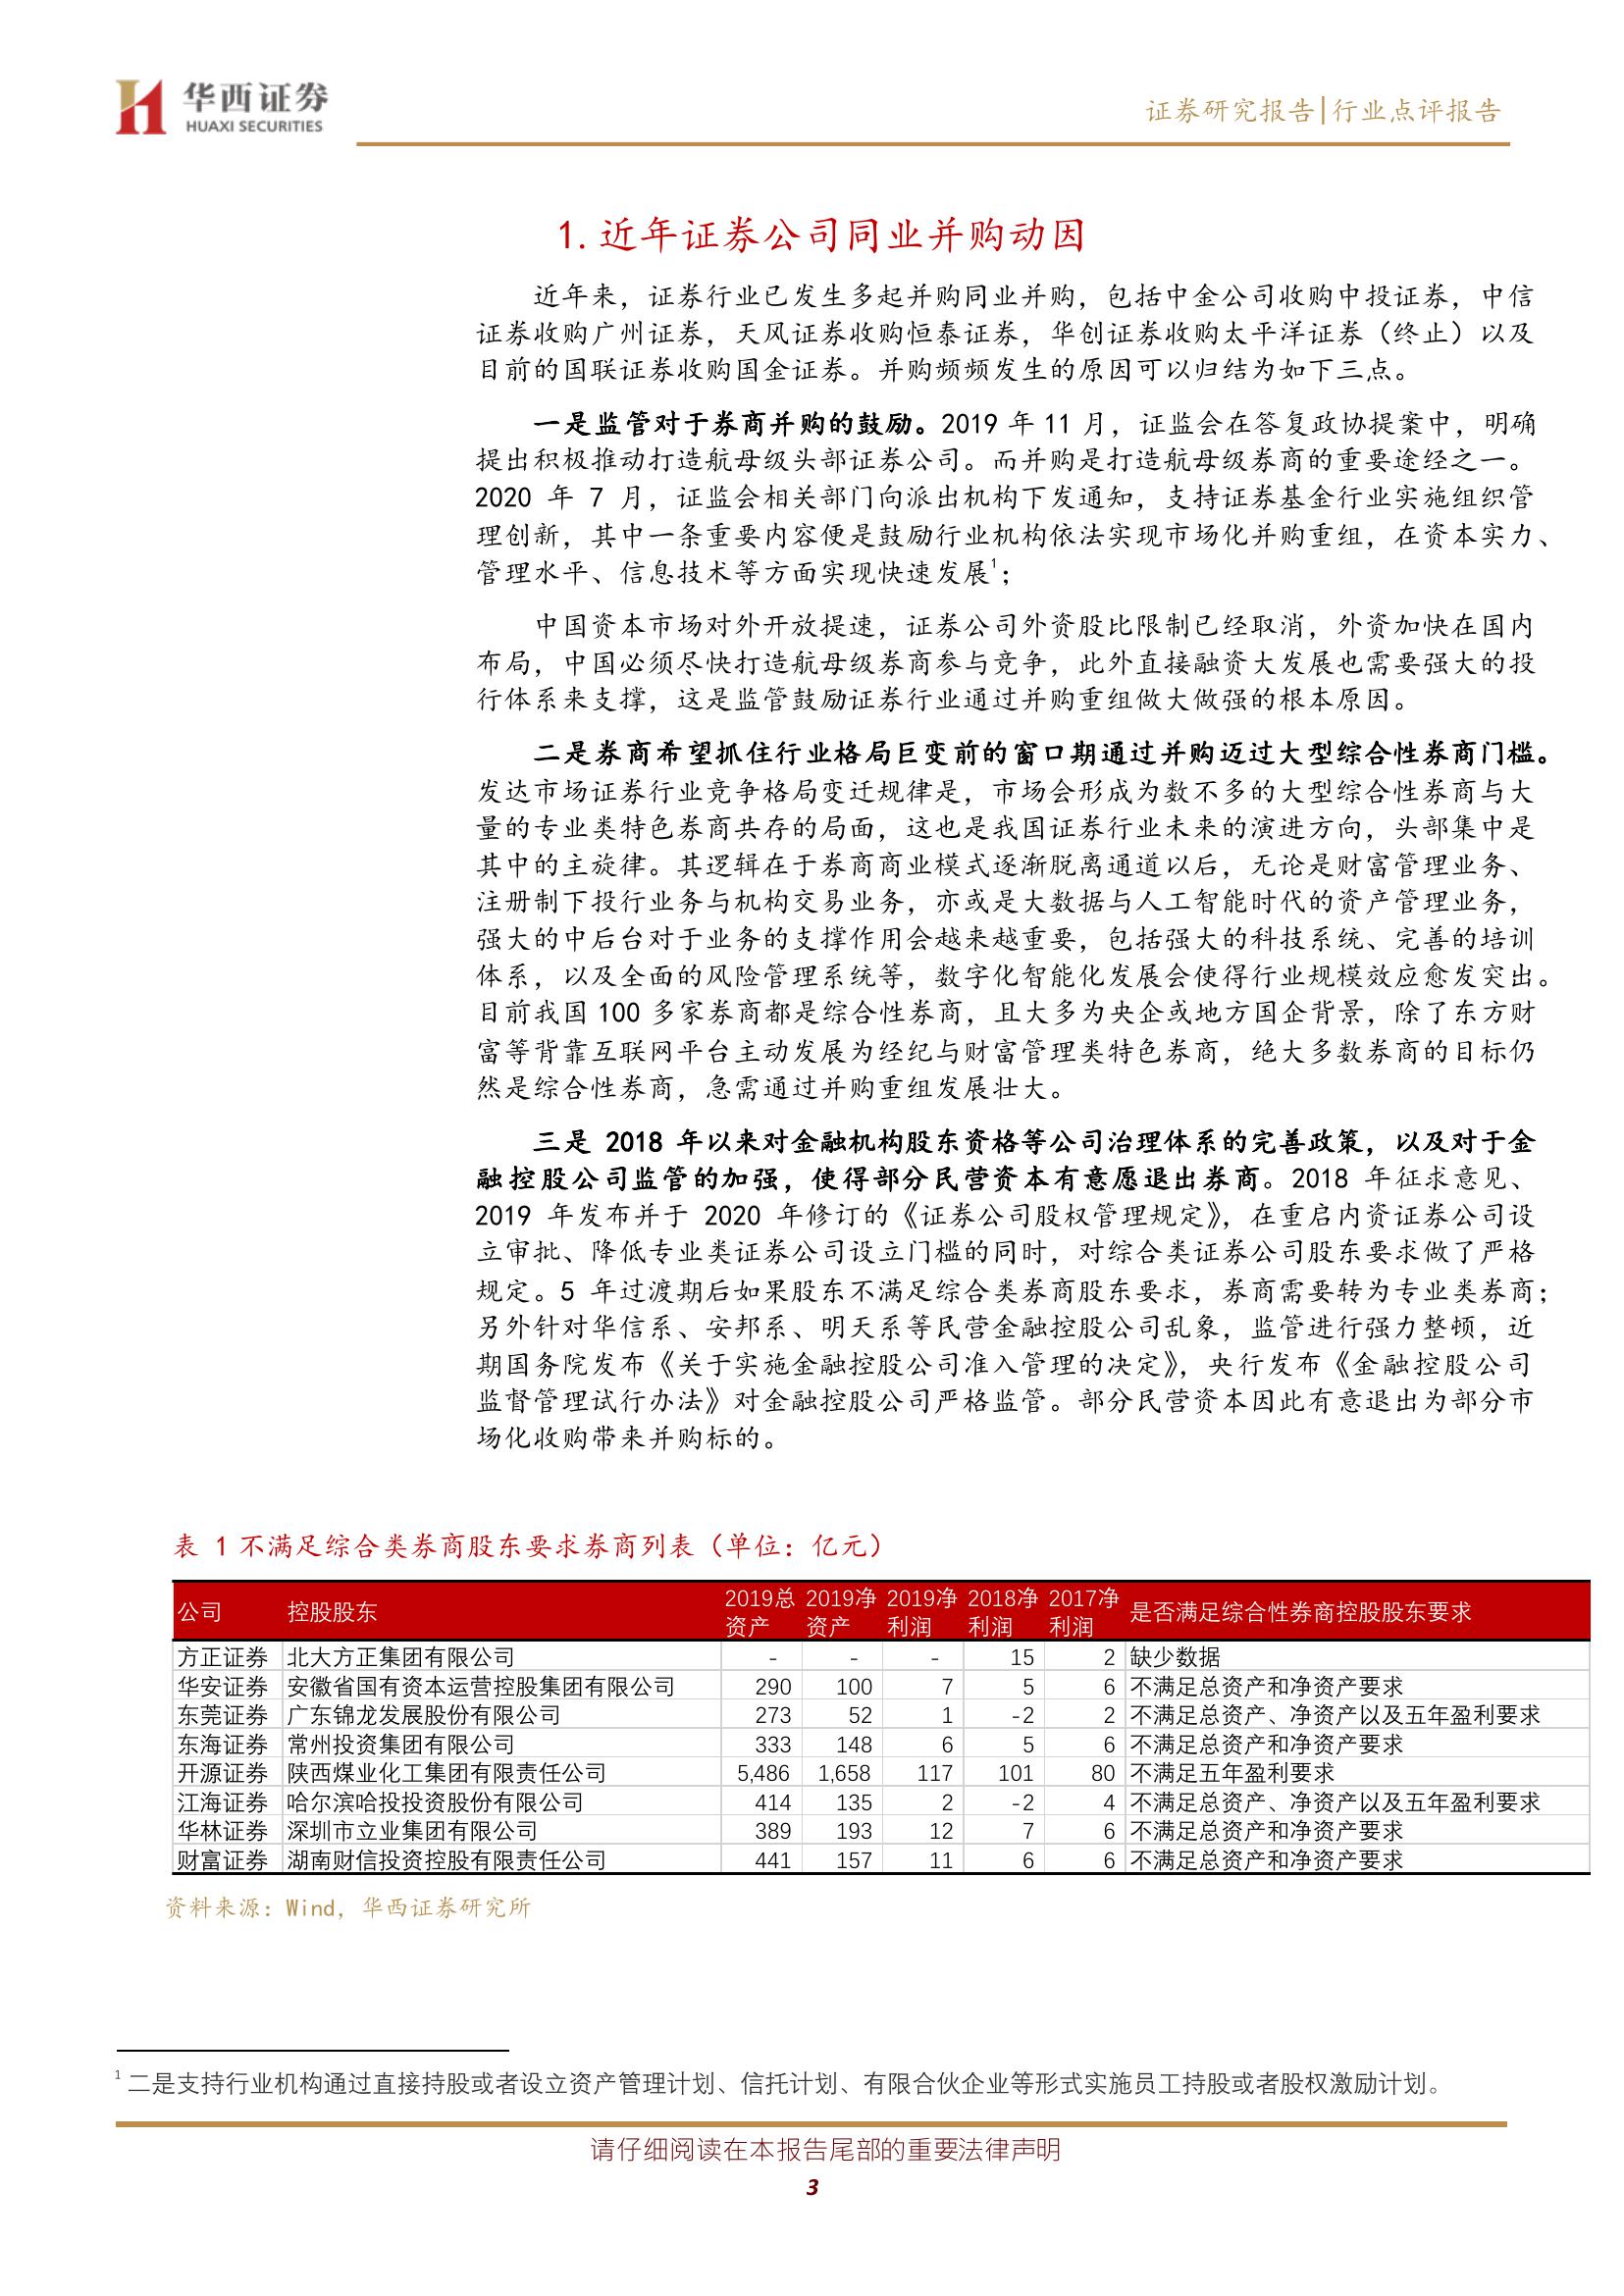 华西证券
HUAXI SECURITIES
证券研究报告|行业点评报告
1.近年证券公司同业并购动因
近年来，证券行业已发生多起并购同业并购，包括中金公司收购中投证券，中信
证券收购广州证券，天风证券收购恒泰证券，华创证券收购太平洋证券（终止）以及
目前的国联证券收购国金证券。并购频频发生的原因可以归结为如下三点。
一是监管对于券商并购的鼓励。2019 年 11 月，证监会在答复政协提案中，明确
提出积极推动打造航母级头部证券公司。而并购是打造航母级券商的重要途经之一。
2020 年 7 月，证监会相关部门向派出机构下发通知，支持证券基金行业实施组织管
理创新，其中一条重要内容便是鼓励行业机构依法实现市场化并购重组，在资本实力、
管理水平、信息技术等方面实现快速发展1；
中国资本市场对外开放提速，证券公司外资股比限制已经取消，外资加快在国内
布局，中国必须尽快打造航母级券商参与竞争，此外直接融资大发展也需要强大的投
行体系来支撑，这是监管鼓励证券行业通过并购重组做大做强的根本原因。
二是券商希望抓住行业格局巨变前的窗口期通过并购迈过大型综合性券商门槛。
发达市场证券行业竞争格局变迁规律是，市场会形成为数不多的大型综合性券商与大
量的专业类特色券商共存的局面，这也是我国证券行业未来的演进方向，头部集中是
其中的主旋律。其逻辑在于券商商业模式逐渐脱离通道以后，无论是财富管理业务、
注册制下投行业务与机构交易业务，亦或是大数据与人工智能时代的资产管理业务，
强大的中后台对于业务的支撑作用会越来越重要，包括强大的科技系统、完善的培训
体系，以及全面的风险管理系统等，数字化智能化发展会使得行业规模效应愈发突出。
目前我国 100 多家券商都是综合性券商，且大多为央企或地方国企背景，除了东方财
富等背靠互联网平台主动发展为经纪与财富管理类特色券商，绝大多数券商的目标仍
然是综合性券商，急需通过并购重组发展壮大。
三是 2018 年以来对金融机构股东资格等公司治理体系的完善政策，以及对于金
融控股公司监管的加强，使得部分民营资本有意愿退出券商。2018 年征求意见、
2019 年发布并于 2020 年修订的《证券公司股权管理规定》，在重启内资证券公司设
立审批、降低专业类证券公司设立门槛的同时，对综合类证券公司股东要求做了严格
规定。5 年过渡期后如果股东不满足综合类券商股东要求，券商需要转为专业类券商；
另外针对华信系、安邦系、明天系等民营金融控股公司乱象，监管进行强力整顿，近
期国务院发布《关于实施金融控股公司准入管理的决定》，央行发布《金融控股公司
监督管理试行办法》对金融控股公司严格监管。部分民营资本因此有意退出为部分市
场化收购带来并购标的。
表 1 不满足综合类券商股东要求券商列表（单位：亿元）
公司 控股股东 2019总资产 2019净资产 2019净利润 2018净利润 2017净利润 是否满足综合性券商控股股东要求
方正证券 北大方正集团有限公司 - - - 15 2 缺少数据
华安证券 安徽省国有资本运营控股集团有限公司 290 100 7 5 6 不满足总资产和净资产要求
东莞证券 广东锦龙发展股份有限公司 273 52 1 -2 2 不满足总资产、净资产以及五年盈利要求
东海证券 常州投资集团有限公司 333 148 6 5 6 不满足总资产和净资产要求
开源证券 陕西煤业化工集团有限责任公司 5,486 1,658 117 101 80 不满足五年盈利要求
江海证券 哈尔滨哈投投资股份有限公司 414 135 2 -2 4 不满足总资产、净资产以及五年盈利要求
华林证券 深圳市立业集团有限公司 389 193 12 7 6 不满足总资产和净资产要求
财富证券 湖南财信投资控股有限责任公司 441 157 11 6 6 不满足总资产和净资产要求
资料来源：Wind，华西证券研究所
1 二是支持行业机构通过直接持股或者设立资产管理计划、信托计划、有限合伙企业等形式实施员工持股或者股权激励计划。
请仔细阅读在本报告尾部的重要法律声明
3